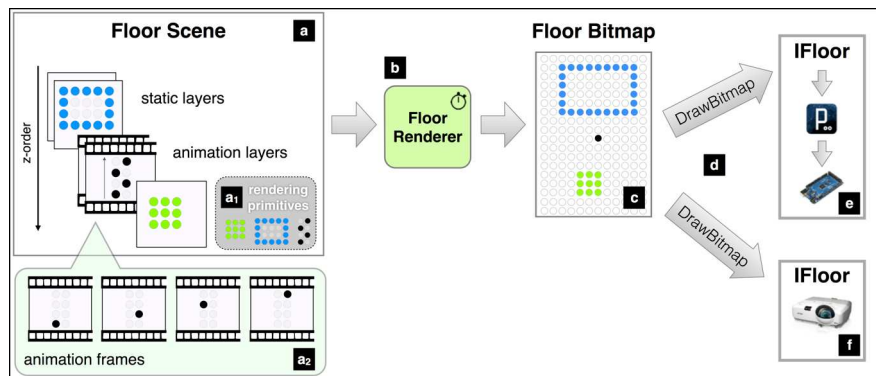 Floor Scene
a
z-order
static layers
animation layers
a1
rendering
primitives
animation frames
a2
b
Floor
Renderer
Floor Bitmap
c
DrawBitmap
d
DrawBitmap
IFloor
P
e
IFloor
f